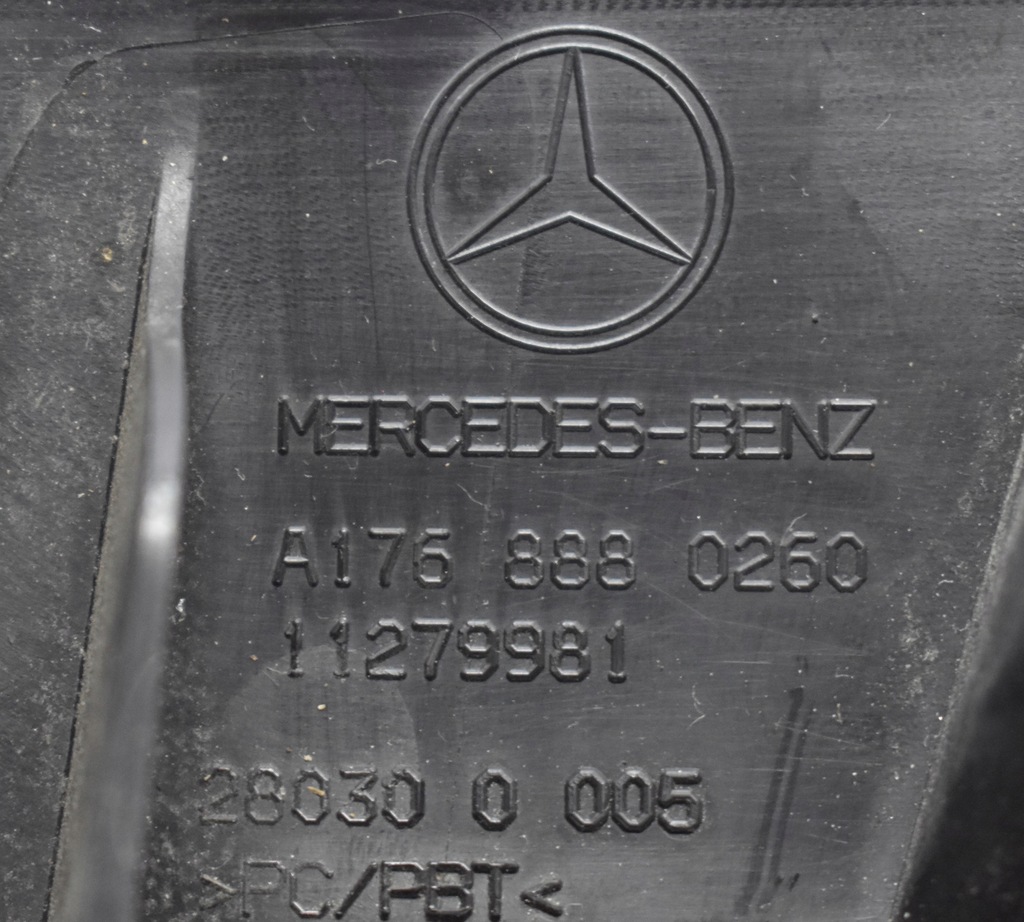 MERCEDES-BENZ
A176 888 0260
11279981
28030 0 005
>PC/PBT<